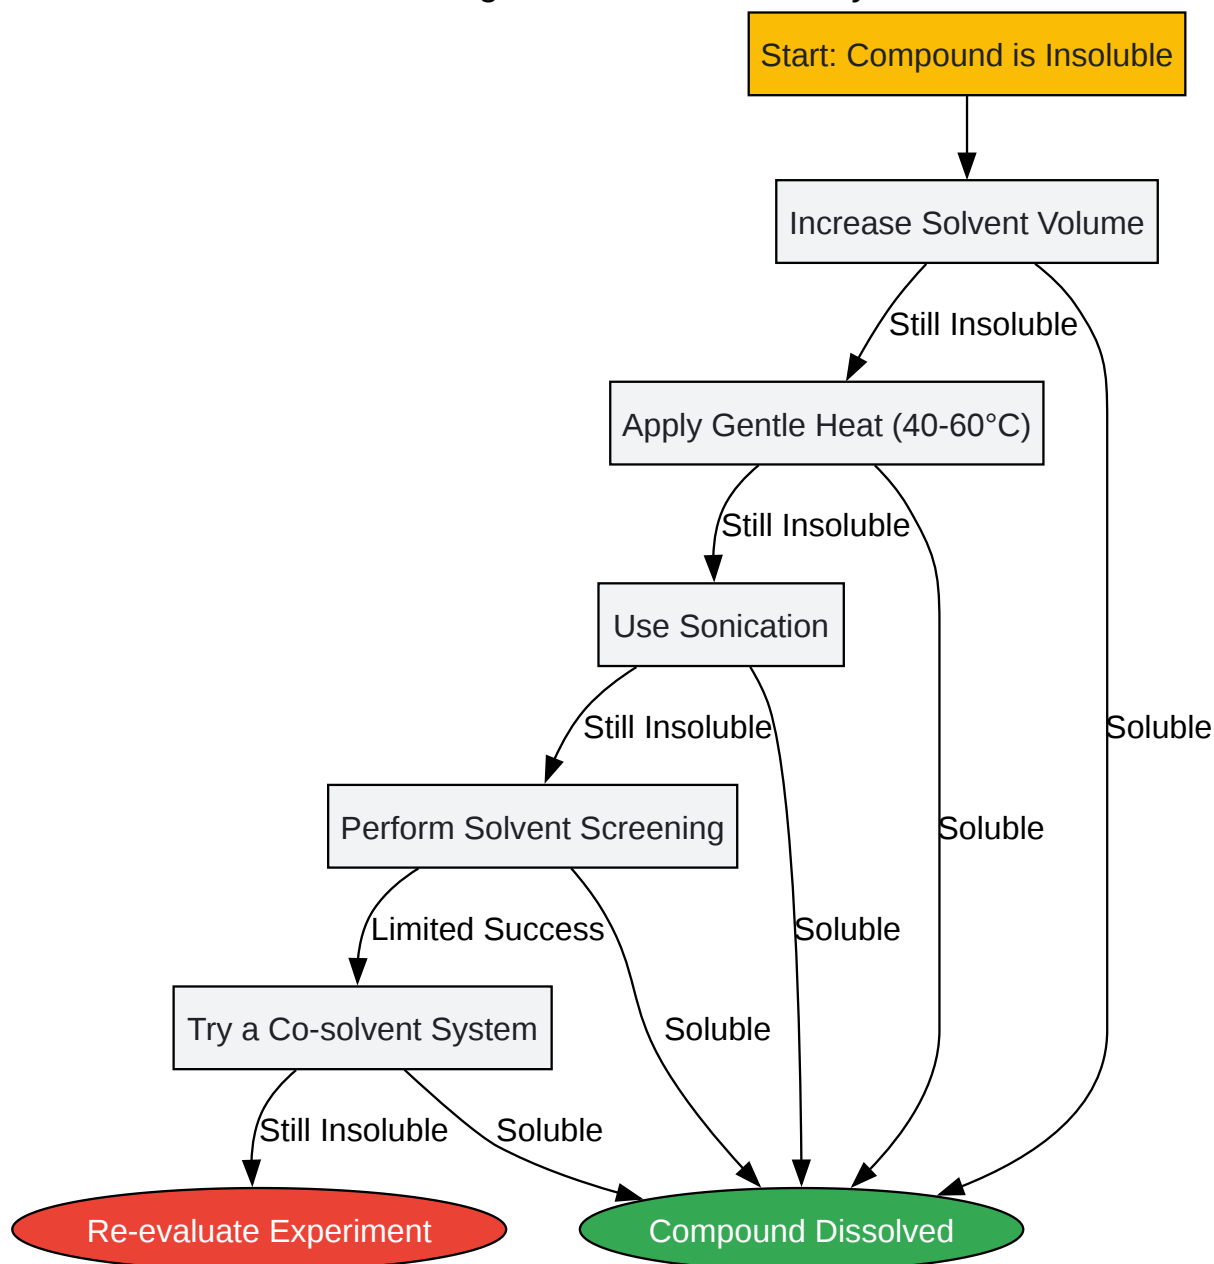 Start: Compound is Insoluble
Increase Solvent Volume
Still Insoluble
Apply Gentle Heat (40-60°C)
Still Insoluble
Use Sonication
Still Insoluble
Soluble
Perform Solvent Screening
Soluble
Limited Success
Soluble
Try a Co-solvent System
Soluble
Still Insoluble
Soluble
Re-evaluate Experiment
Compound Dissolved